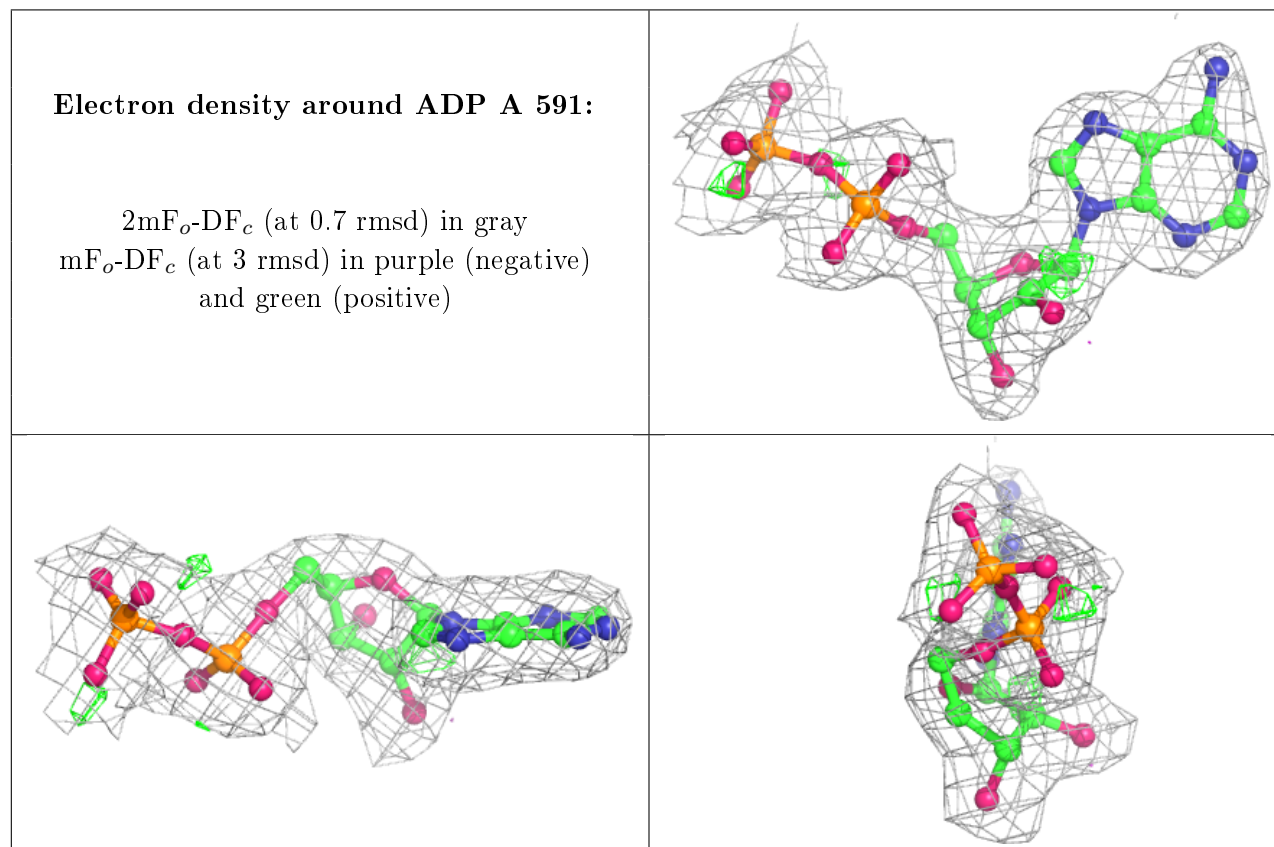 Electron density around ADP A 591:
2mFₒ-DF𝒸 (at 0.7 rmsd) in gray
mFₒ-DF𝒸 (at 3 rmsd) in purple (negative)
and green (positive)